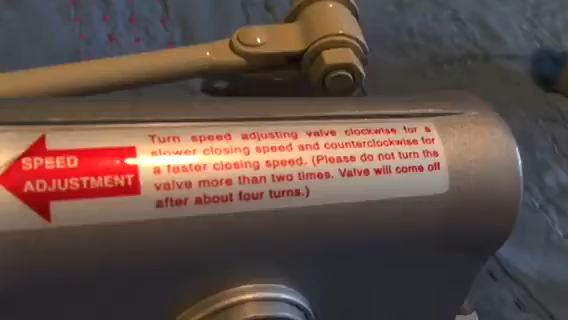 SPEED
ADJUSTMENT
Turn speed adjusting valve clockwise for a
slower closing speed and counterclockwise for
a faster closing speed. (Please do not turn the
valve more than two times. Valve will come off
after about four turns.)